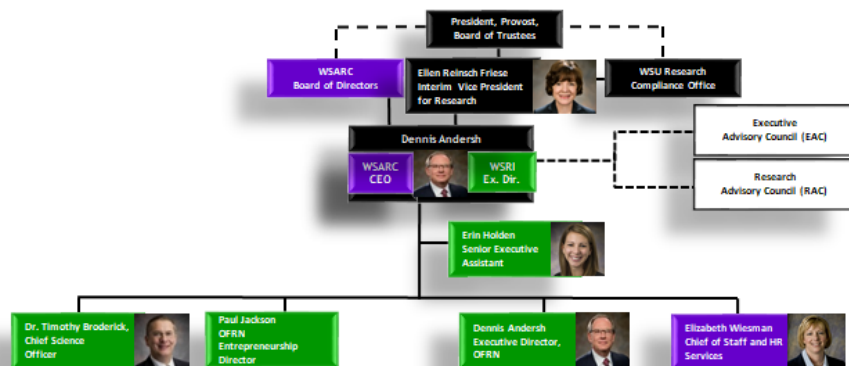 President, Provost,
Board of Trustees
WSARC
Board of Directors
Ellen Reinsch Friese
Interim Vice President
for Research
WSU Research
Compliance Office
Executive
Advisory Council (EAC)
Dennis Andersh
WSARC
CEO
WSRI
Ex. Dir.
Research
Advisory Council (RAC)
Erin Holden
Senior Executive
Assistant
Dr. Timothy Broderick,
Chief Science
Officer
Paul Jackson
OFRN
Entrepreneurship
Director
Dennis Andersh
Executive Director,
OFRN
Elizabeth Wiesman
Chief of Staff and HR
Services